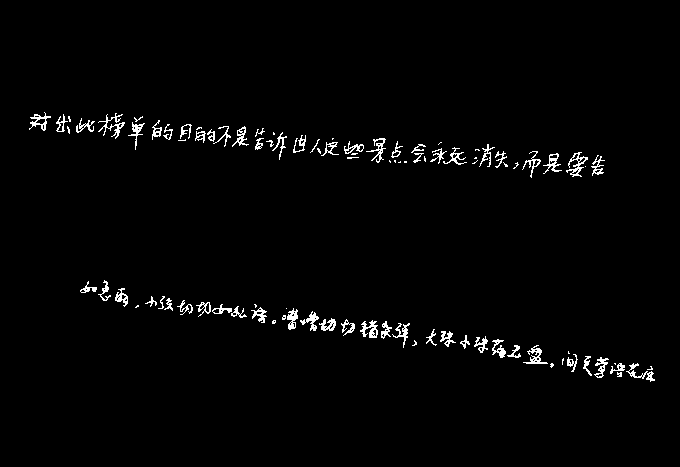 对出此榜单的目的不是告诉世人这些景点会永远消失,而是要告
如急雨,小弦切切如私语。嘈嘈切切错杂弹,大珠小珠落玉盘。间关莺语花底